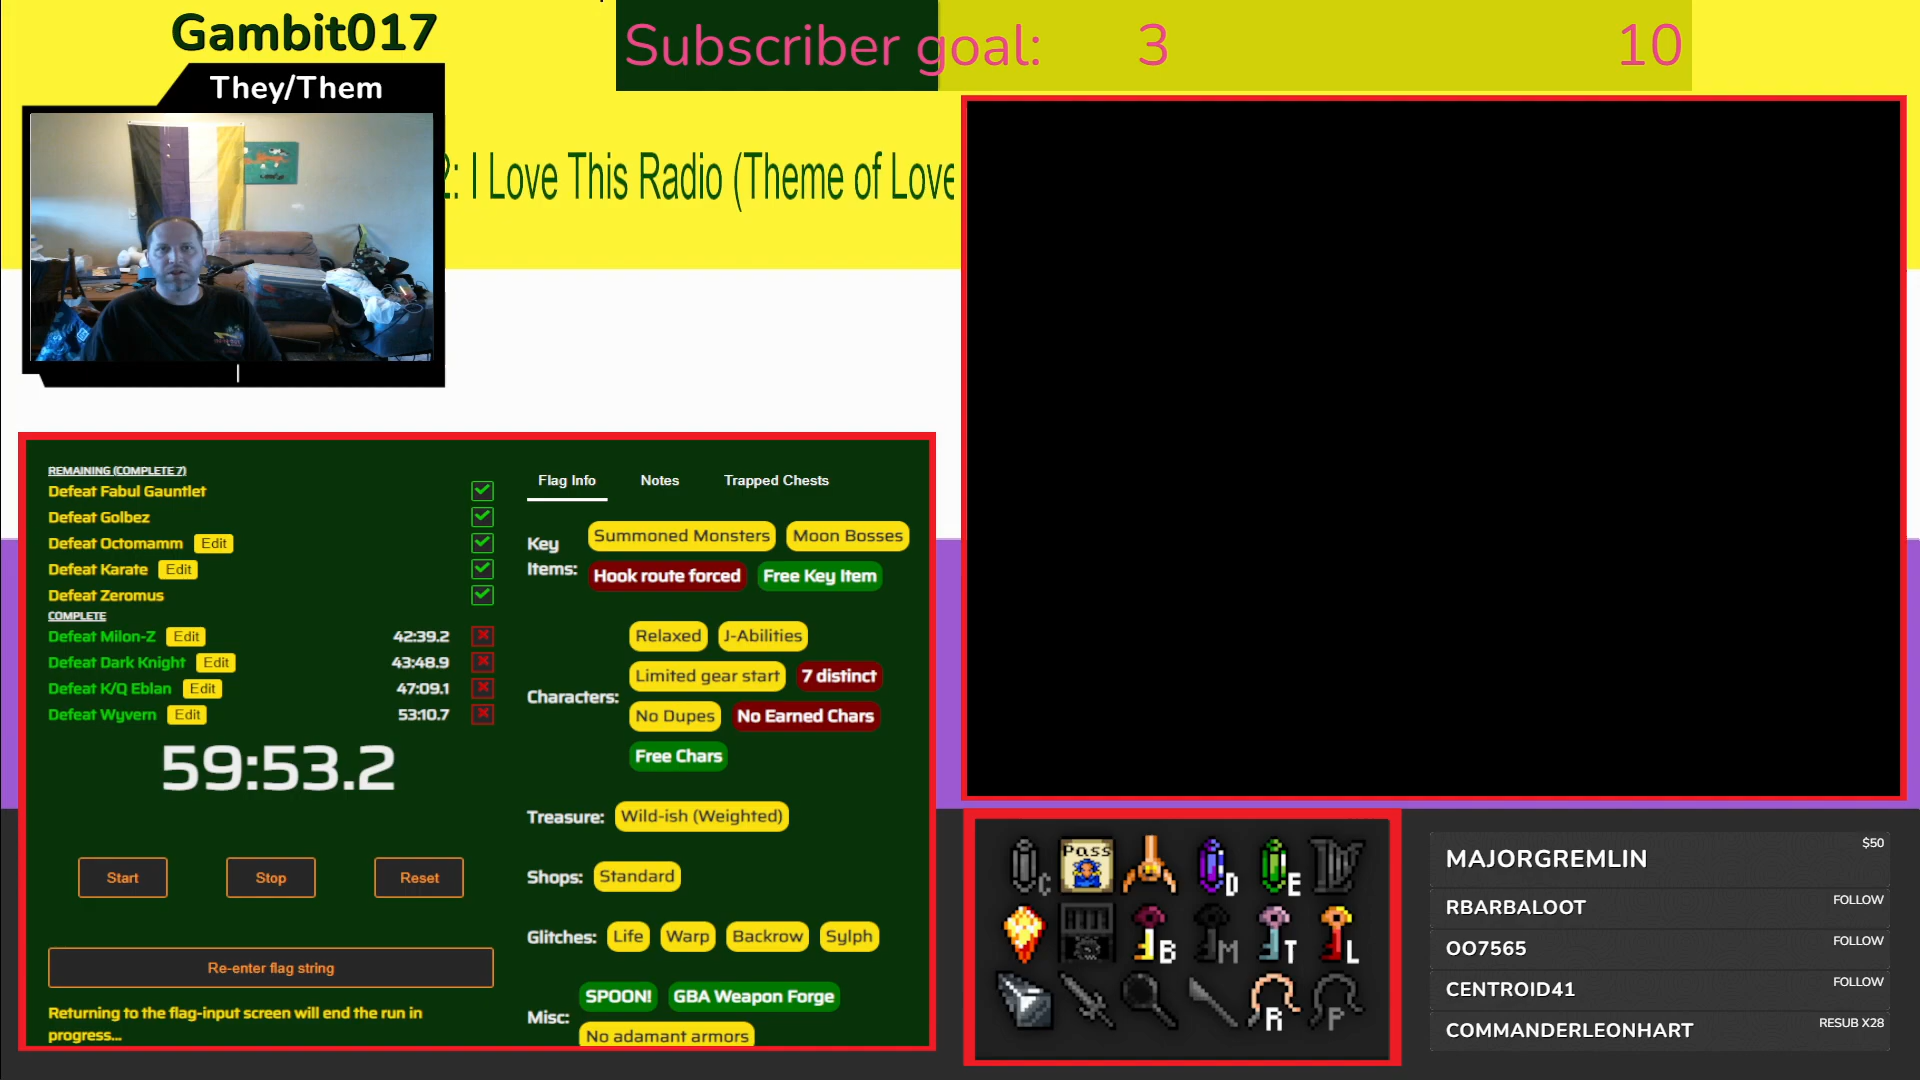 Gambit017
They/Them
Subscriber goal: 3 10
2: I Love This Radio (Theme of Love
REMAINING (COMPLETE 7)
Defeat Fabul Gauntlet
Defeat Golbez
Defeat Octomamm Edit
Defeat Karate Edit
Defeat Zeromus
COMPLETE
Defeat Milon-Z Edit 42:39.2
Defeat Dark Knight Edit 43:48.9
Defeat K/Q Eblan Edit 47:09.1
Defeat Wyvern Edit 53:10.7
59:53.2
Start Stop Reset
Re-enter flag string
Returning to the flag-input screen will end the run in
progress...
Flag Info Notes Trapped Chests
Key Items: Summoned Monsters Moon Bosses
Hook route forced Free Key Item
Characters: Relaxed J-Abilities
Limited gear start 7 distinct
No Dupes No Earned Chars
Free Chars
Treasure: Wild-ish (Weighted)
Shops: Standard
Glitches: Life Warp Backrow Sylph
Misc: SPOON! GBA Weapon Forge
No adamant armors
C Pass D E
B M T L
R P
MAJORGREMLIN $50
RBARBALOOT FOLLOW
OO7565 FOLLOW
CENTROID41 FOLLOW
COMMANDERLEONHART RESUB X28